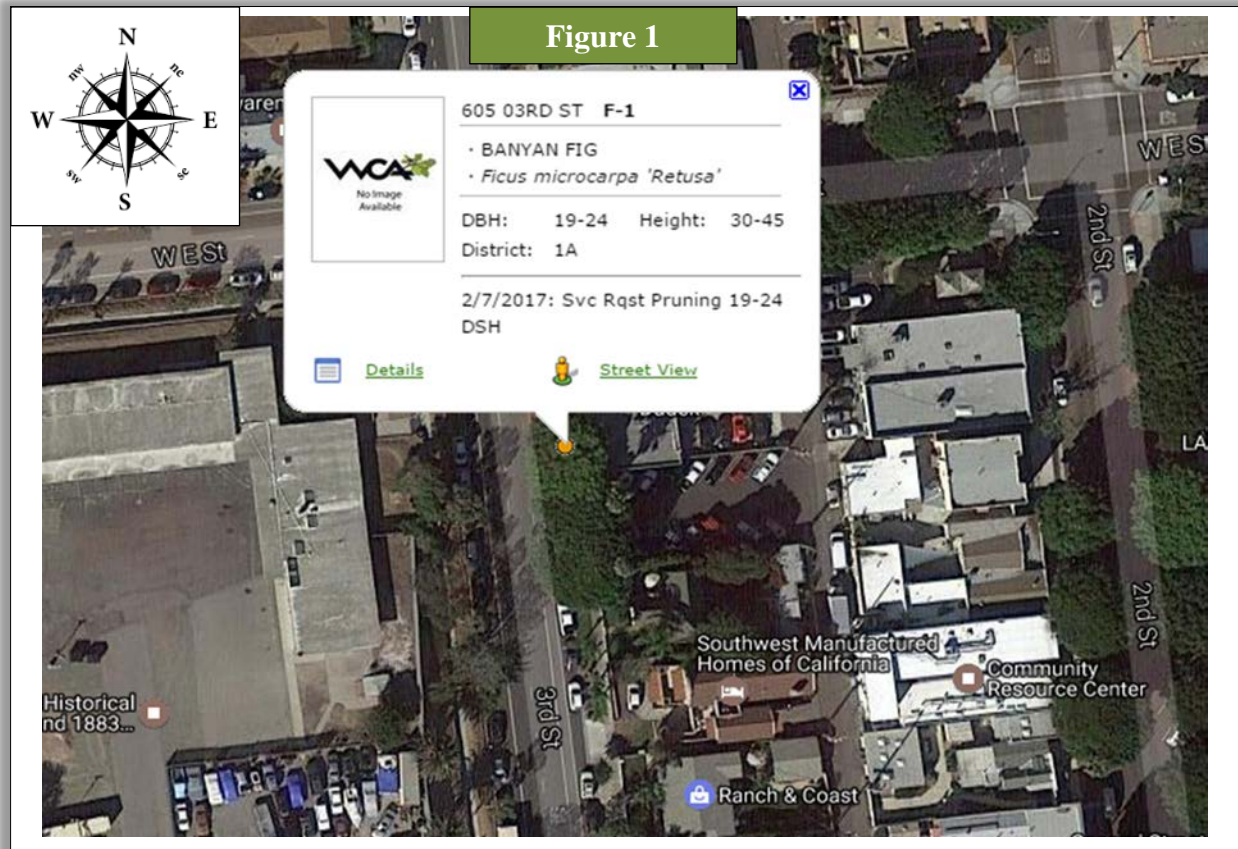 Figure 1
N
nw
ne
W
E
sw
se
S
605 03RD ST F-1
· BANYAN FIG
· Ficus microcarpa 'Retusa'
DBH: 19-24 Height: 30-45
District: 1A
2/7/2017: Svc Rqst Pruning 19-24
DSH
Details
Street View
WCA
No Image
Available
W E St
2nd St
2nd St
3rd St
Southwest Manufactured
Homes of California
Community
Resource Center
Historical
nd 1883...
Ranch & Coast